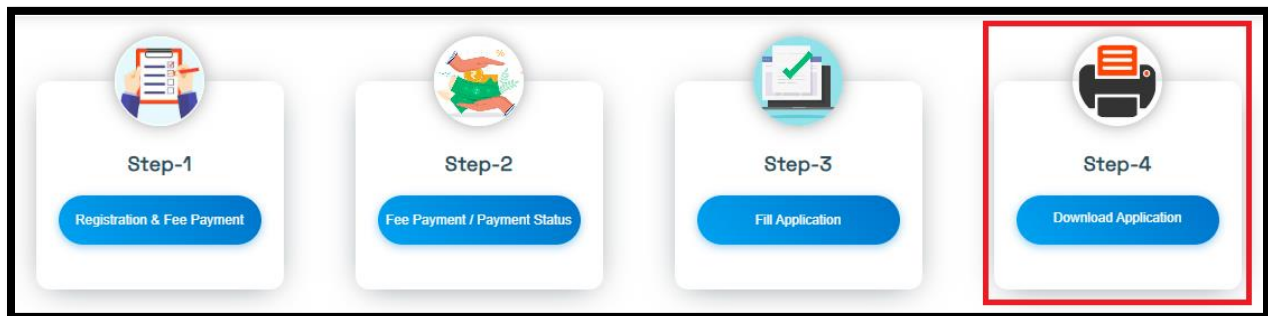 Step-1
Registration & Fee Payment
Step-2
Fee Payment / Payment Status
Step-3
Fill Application
Step-4
Download Application